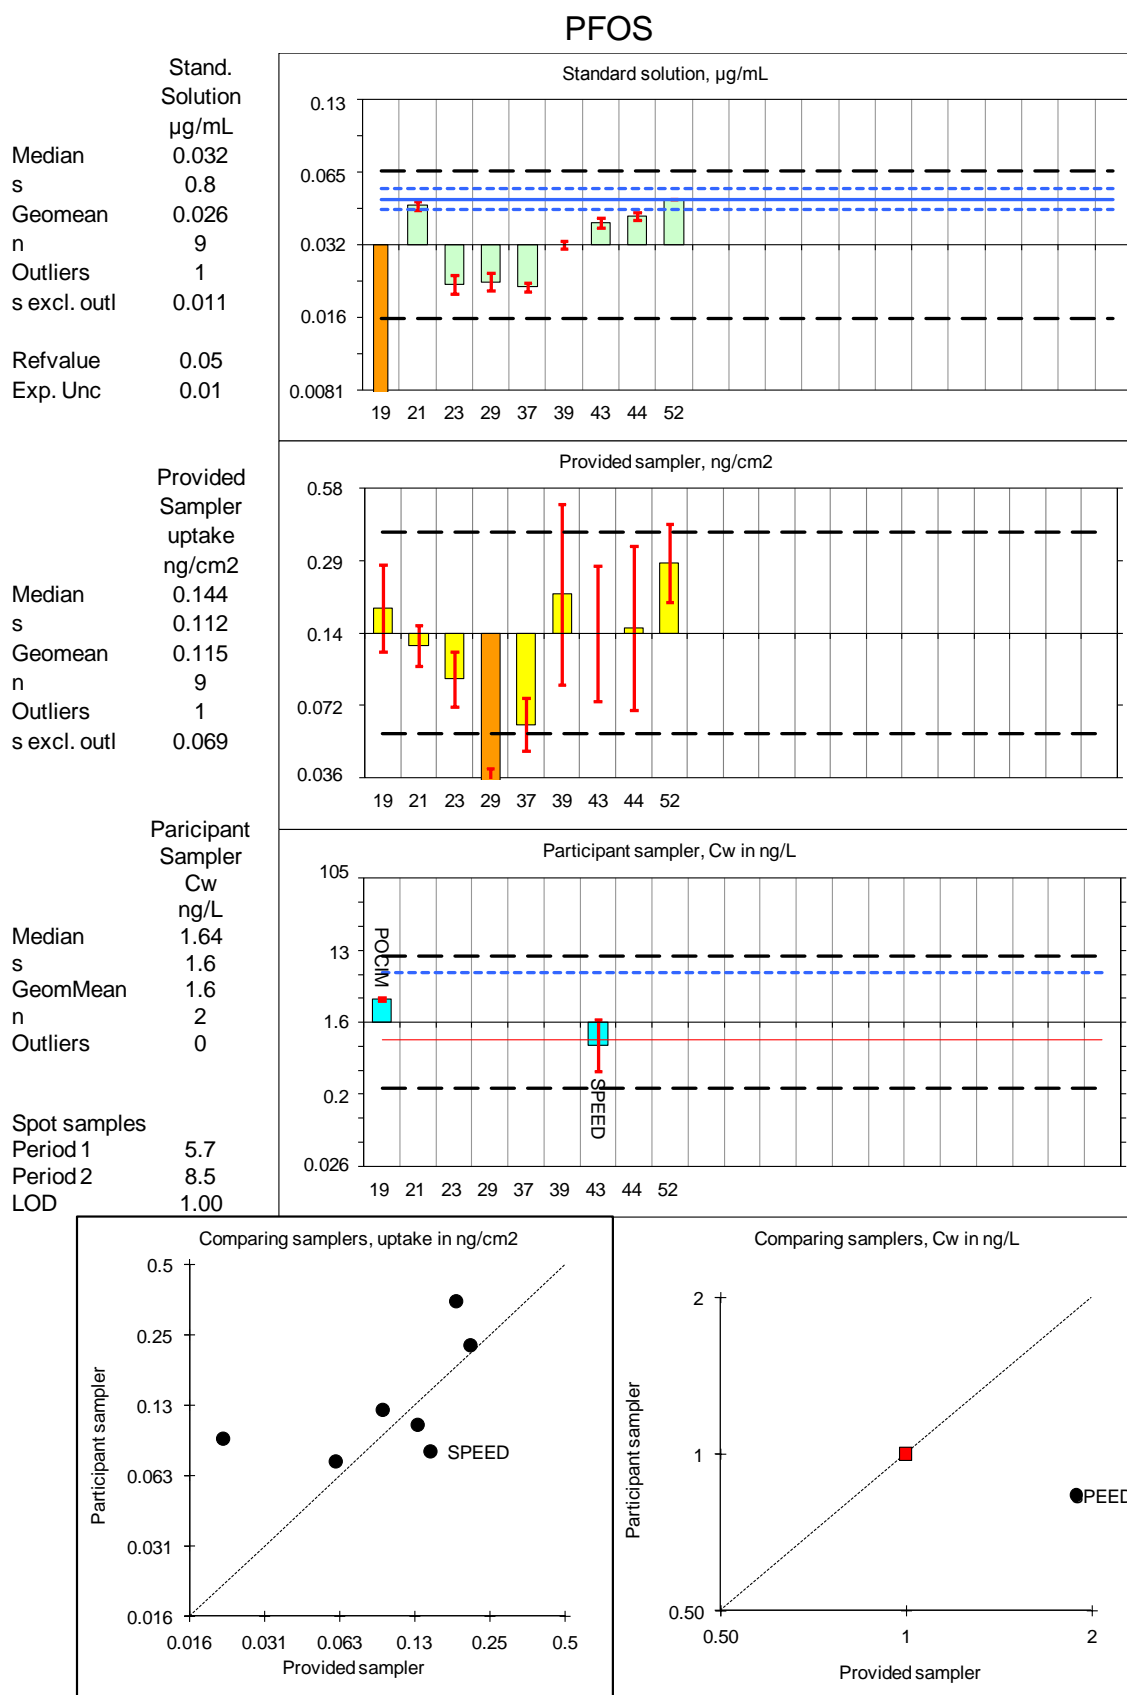 PFOS
Stand.
Solution
µg/mL
Median 0.032
s 0.8
Geomean 0.026
n 9
Outliers 1
s excl. outl 0.011
Refvalue 0.05
Exp. Unc 0.01
Standard solution, µg/mL
0.13
0.065
0.032
0.016
0.0081
19 21 23 29 37 39 43 44 52
Provided
Sampler
uptake
ng/cm2
Median 0.144
s 0.112
Geomean 0.115
n 9
Outliers 1
s excl. outl 0.069
Provided sampler, ng/cm2
0.58
0.29
0.14
0.072
0.036
19 21 23 29 37 39 43 44 52
Paricipant
Sampler
Cw
ng/L
Median 1.64
s 1.6
GeomMean 1.6
n 2
Outliers 0
Spot samples
Period 1 5.7
Period 2 8.5
LOD 1.00
Participant sampler, Cw in ng/L
105
13
1.6
0.2
0.026
POCIM
SPEED
19 21 23 29 37 39 43 44 52
Comparing samplers, uptake in ng/cm2
Participant sampler
0.5
0.25
0.13
0.063
0.031
0.016
SPEED
0.016 0.031 0.063 0.13 0.25 0.5
Provided sampler
Comparing samplers, Cw in ng/L
Participant sampler
2
1
0.50
PEED
0.50 1 2
Provided sampler